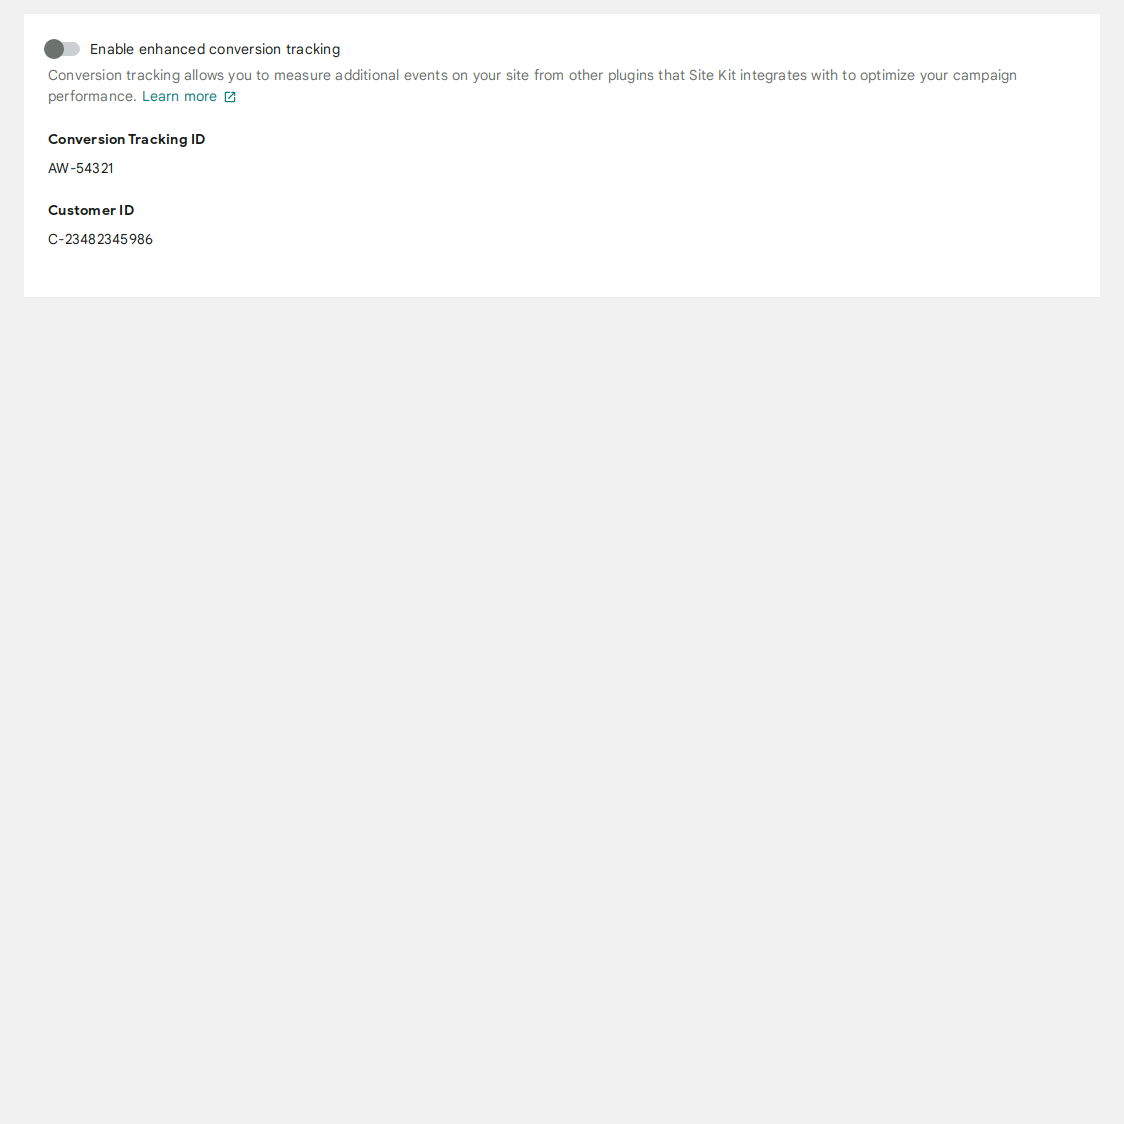 Enable enhanced conversion tracking
Conversion tracking allows you to measure additional events on your site from other plugins that Site Kit integrates with to optimize your campaign
performance. Learn more
Conversion Tracking ID
AW-54321
Customer ID
C-23482345986